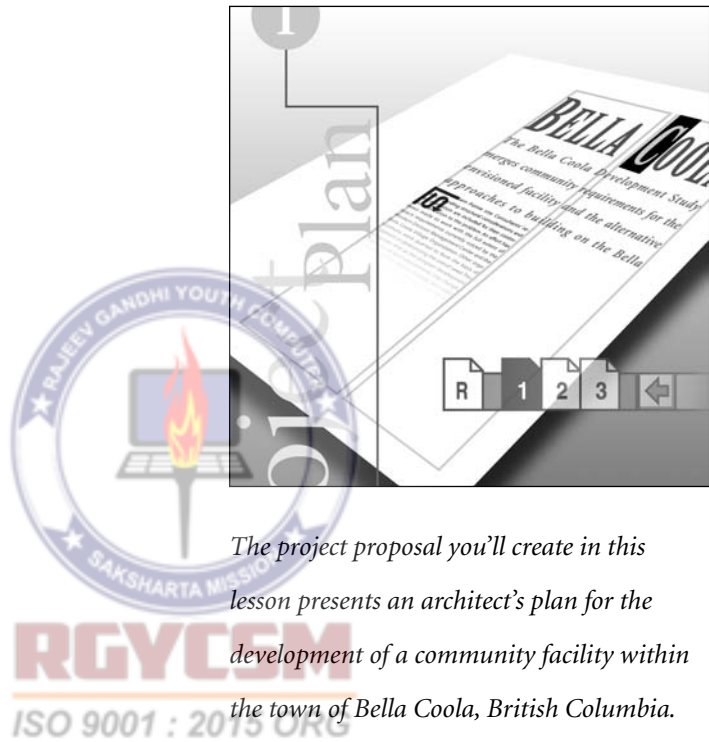 1
Project Plan
BELLA COOLA
The Bella Coola Development Study
merges community requirements for the
envisioned facility and the alternative
approaches to building on the Bella
R 1 2 3
RAJEEV GANDHI YOUTH COMPUTER
SAKSHARTA MISSION
RGYCSM
ISO 9001 : 2015 ORG
The project proposal you'll create in this
lesson presents an architect's plan for the
development of a community facility within
the town of Bella Coola, British Columbia.